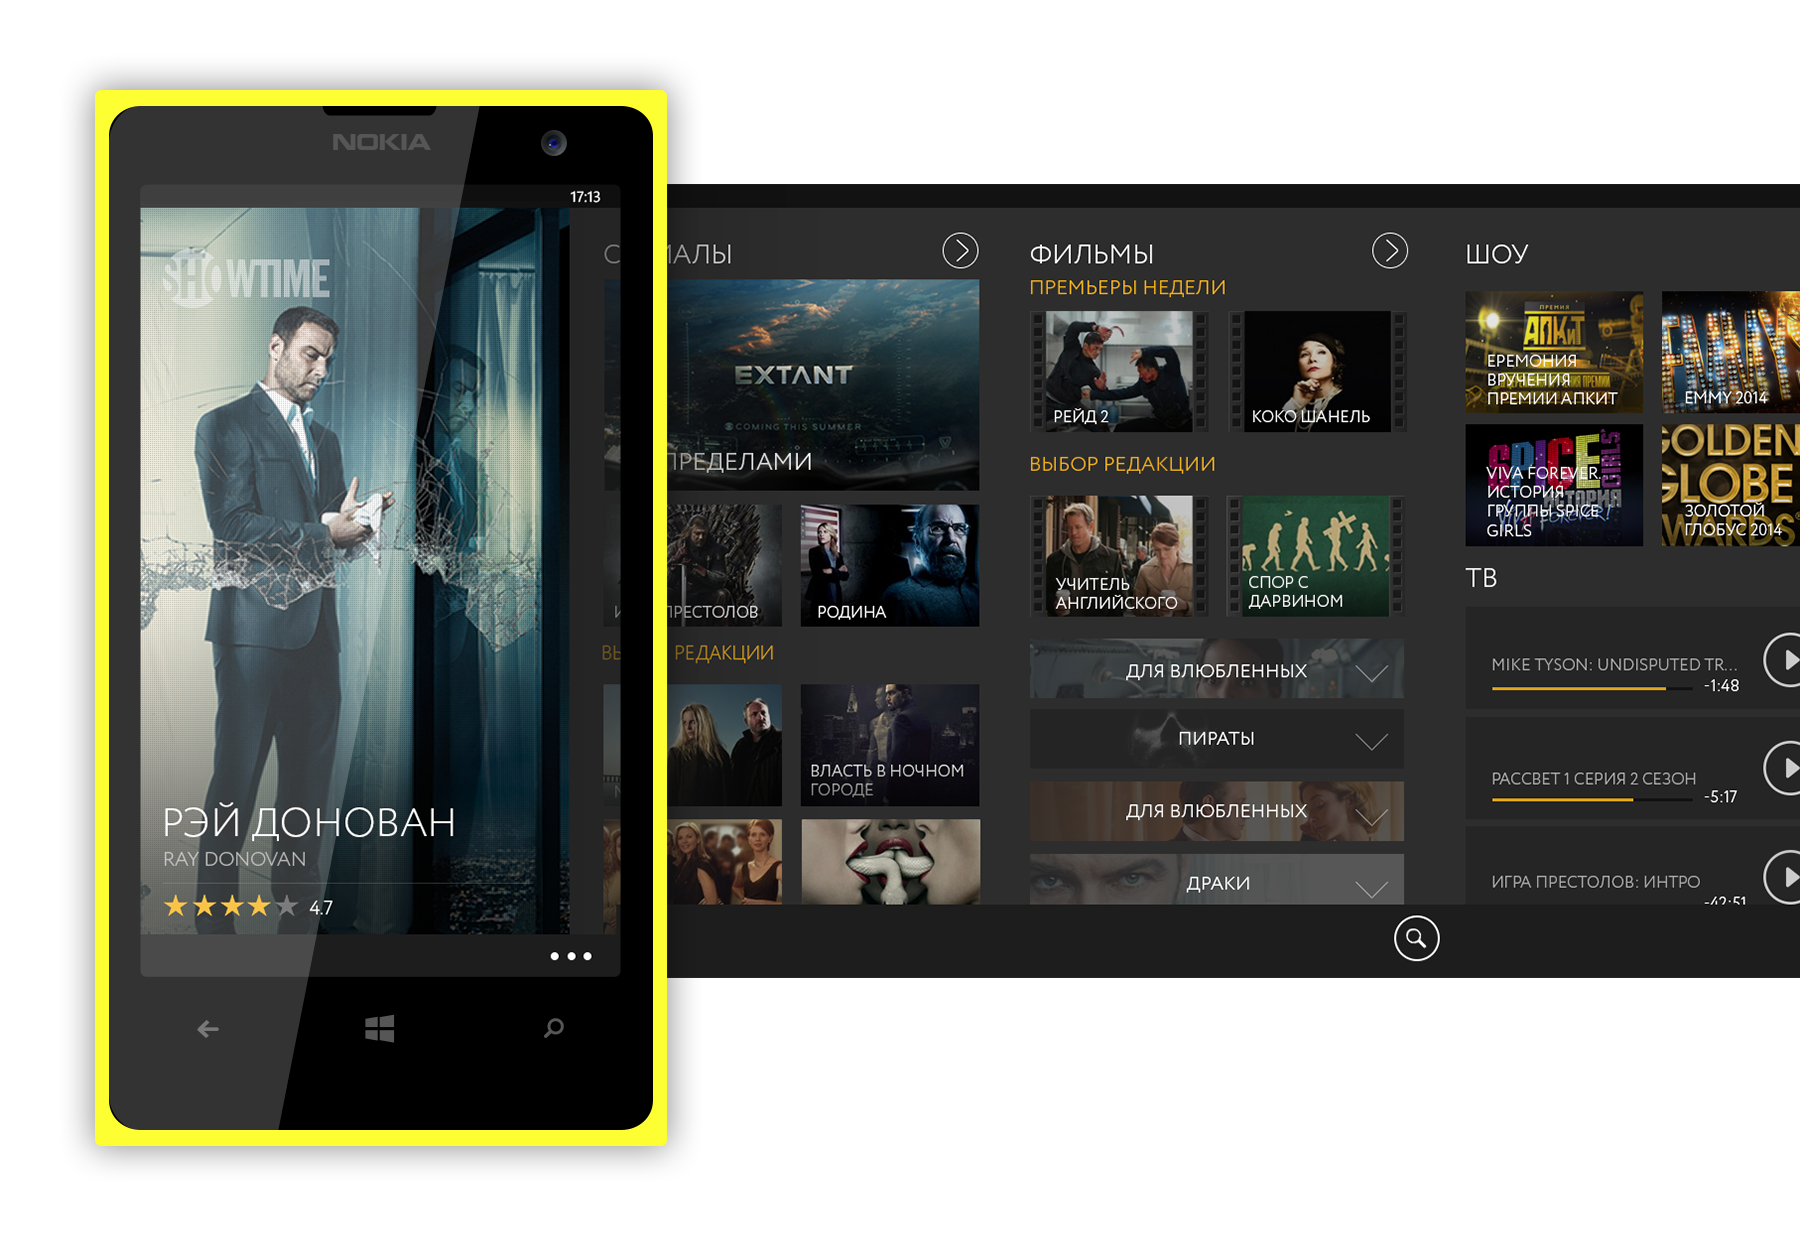 NOKIA
17:13
SHOWTIME
РЭЙ ДОНОВАН
RAY DONOVAN
4.7
EXTANT
COMING THIS SUMMER
ПРЕДЕЛАМИ
ПРЕСТОЛОВ
РОДИНА
РЕДАКЦИИ
ВЛАСТЬ В НОЧНОМ
ГОРОДЕ
ФИЛЬМЫ
ПРЕМЬЕРЫ НЕДЕЛИ
РЕЙД 2
КОКО ШАНЕЛЬ
ВЫБОР РЕДАКЦИИ
УЧИТЕЛЬ
АНГЛИЙСКОГО
СПОР С
ДАРВИНОМ
ДЛЯ ВЛЮБЛЕННЫХ
ПИРАТЫ
ДЛЯ ВЛЮБЛЕННЫХ
ДРАКИ
ШОУ
ПРЕМИЯ
АПКиТ
ЕРЕМОНИЯ
ВРУЧЕНИЯ
ПРЕМИИ АПКИТ
EMMY
EMMY 2014
SPICE GIRLS
VIVA FOREVER.
ИСТОРИЯ
ГРУППЫ SPICE
GIRLS
GOLDEN
GLOBE
AWARDS
ЗОЛОТОЙ
ГЛОБУС 2014
ТВ
MIKE TYSON: UNDISPUTED TR...
-1:48
РАССВЕТ 1 СЕРИЯ 2 СЕЗОН
-5:17
ИГРА ПРЕСТОЛОВ: ИНТРО
-42:51